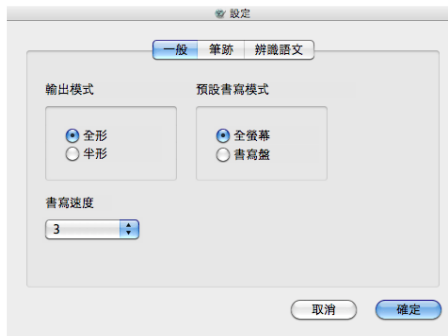 設定
一般 筆跡 辨識語文
輸出模式 預設書寫模式
全形 全螢幕
半形 書寫盤
書寫速度
3
取消 確定